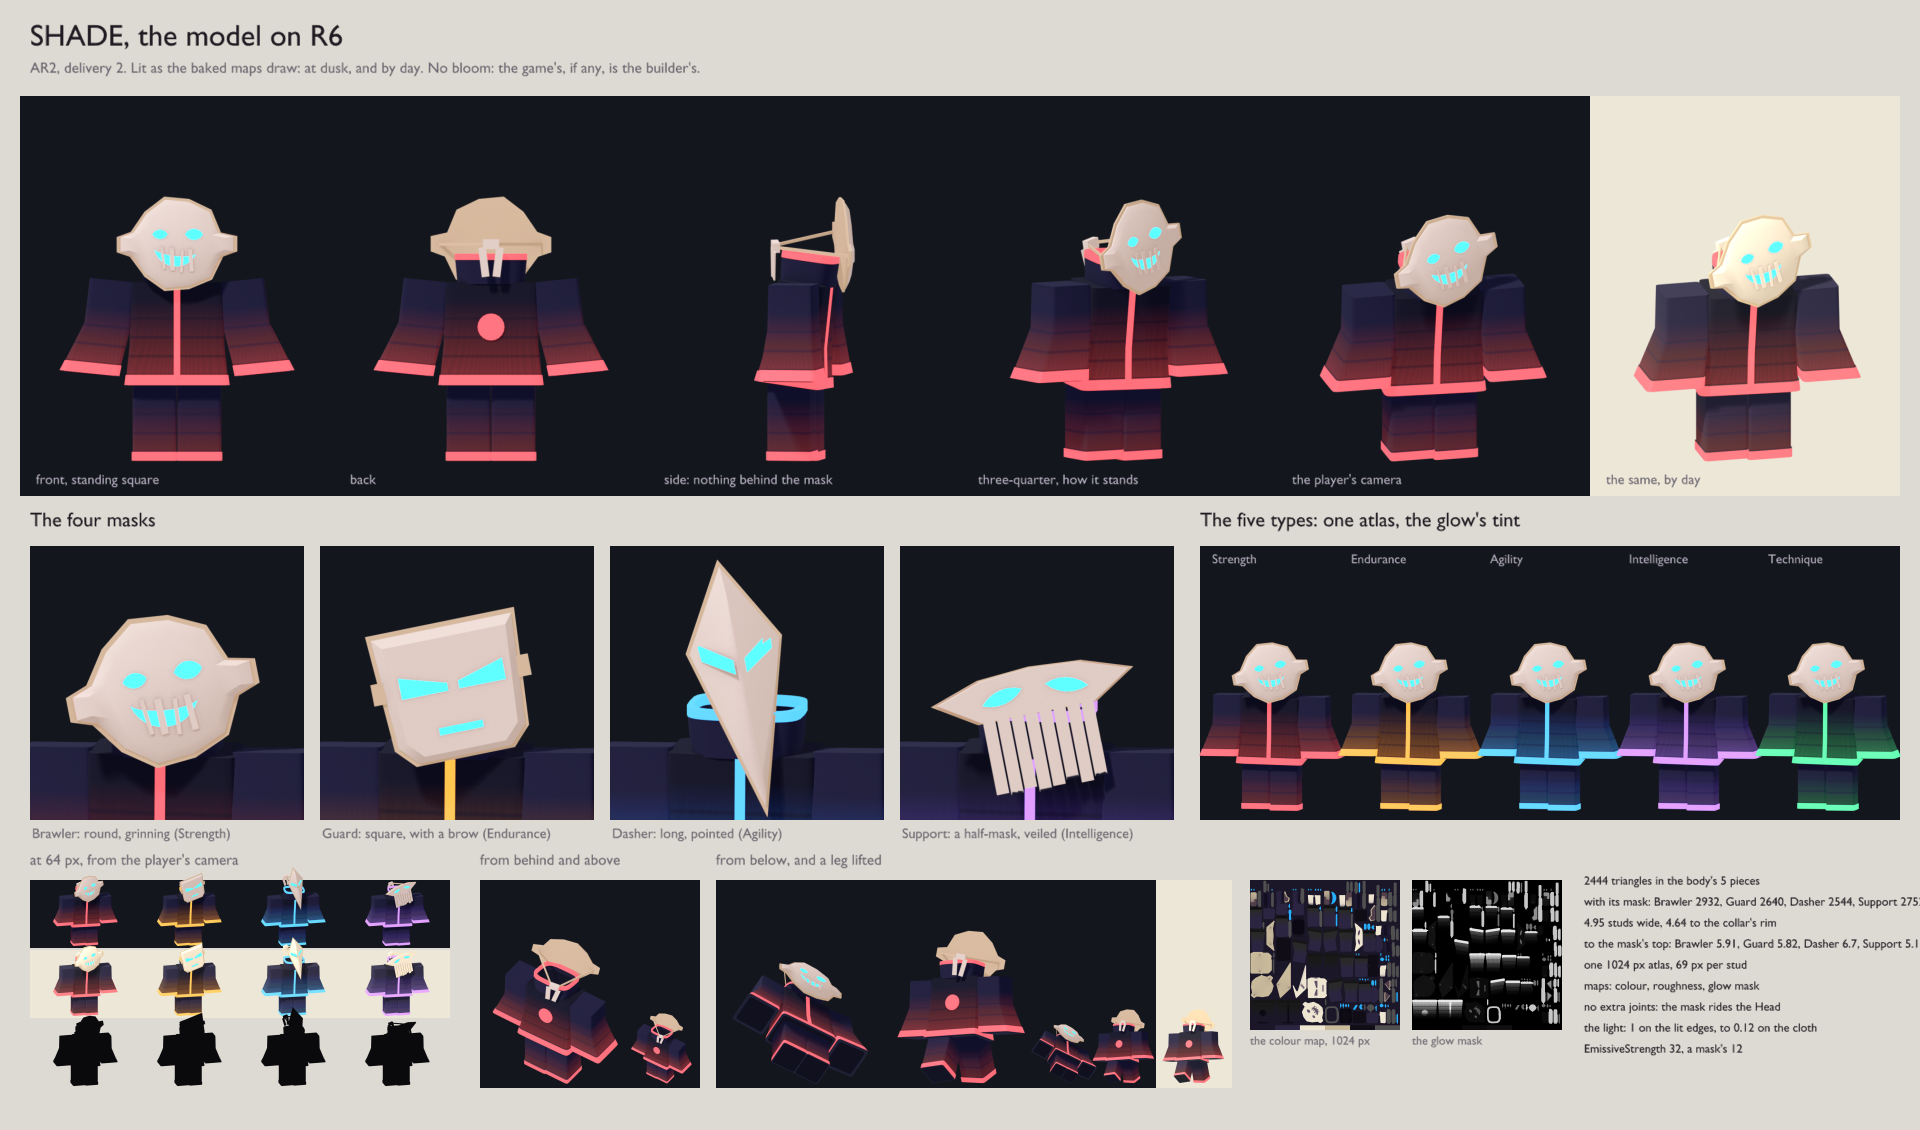 SHADE, the model on R6
AR2, delivery 2. Lit as the baked maps draw: at dusk, and by day. No bloom: the game's, if any, is the builder's.
front, standing square
back
side: nothing behind the mask
three-quarter, how it stands
the player's camera
the same, by day
The four masks
The five types: one atlas, the glow's tint
Strength
Endurance
Agility
Intelligence
Technique
Brawler: round, grinning (Strength)
Guard: square, with a brow (Endurance)
Dasher: long, pointed (Agility)
Support: a half-mask, veiled (Intelligence)
at 64 px, from the player's camera
from behind and above
from below, and a leg lifted
the colour map, 1024 px
the glow mask
2444 triangles in the body's 5 pieces
with its mask: Brawler 2932, Guard 2640, Dasher 2544, Support
4.95 studs wide, 4.64 to the collar's rim
to the mask's top: Brawler 5.91, Guard 5.82, Dasher 6.7, Support 5.1
one 1024 px atlas, 69 px per stud
maps: colour, roughness, glow mask
no extra joints: the mask rides the Head
the light: 1 on the lit edges, to 0.12 on the cloth
EmissiveStrength 32, a mask's 12